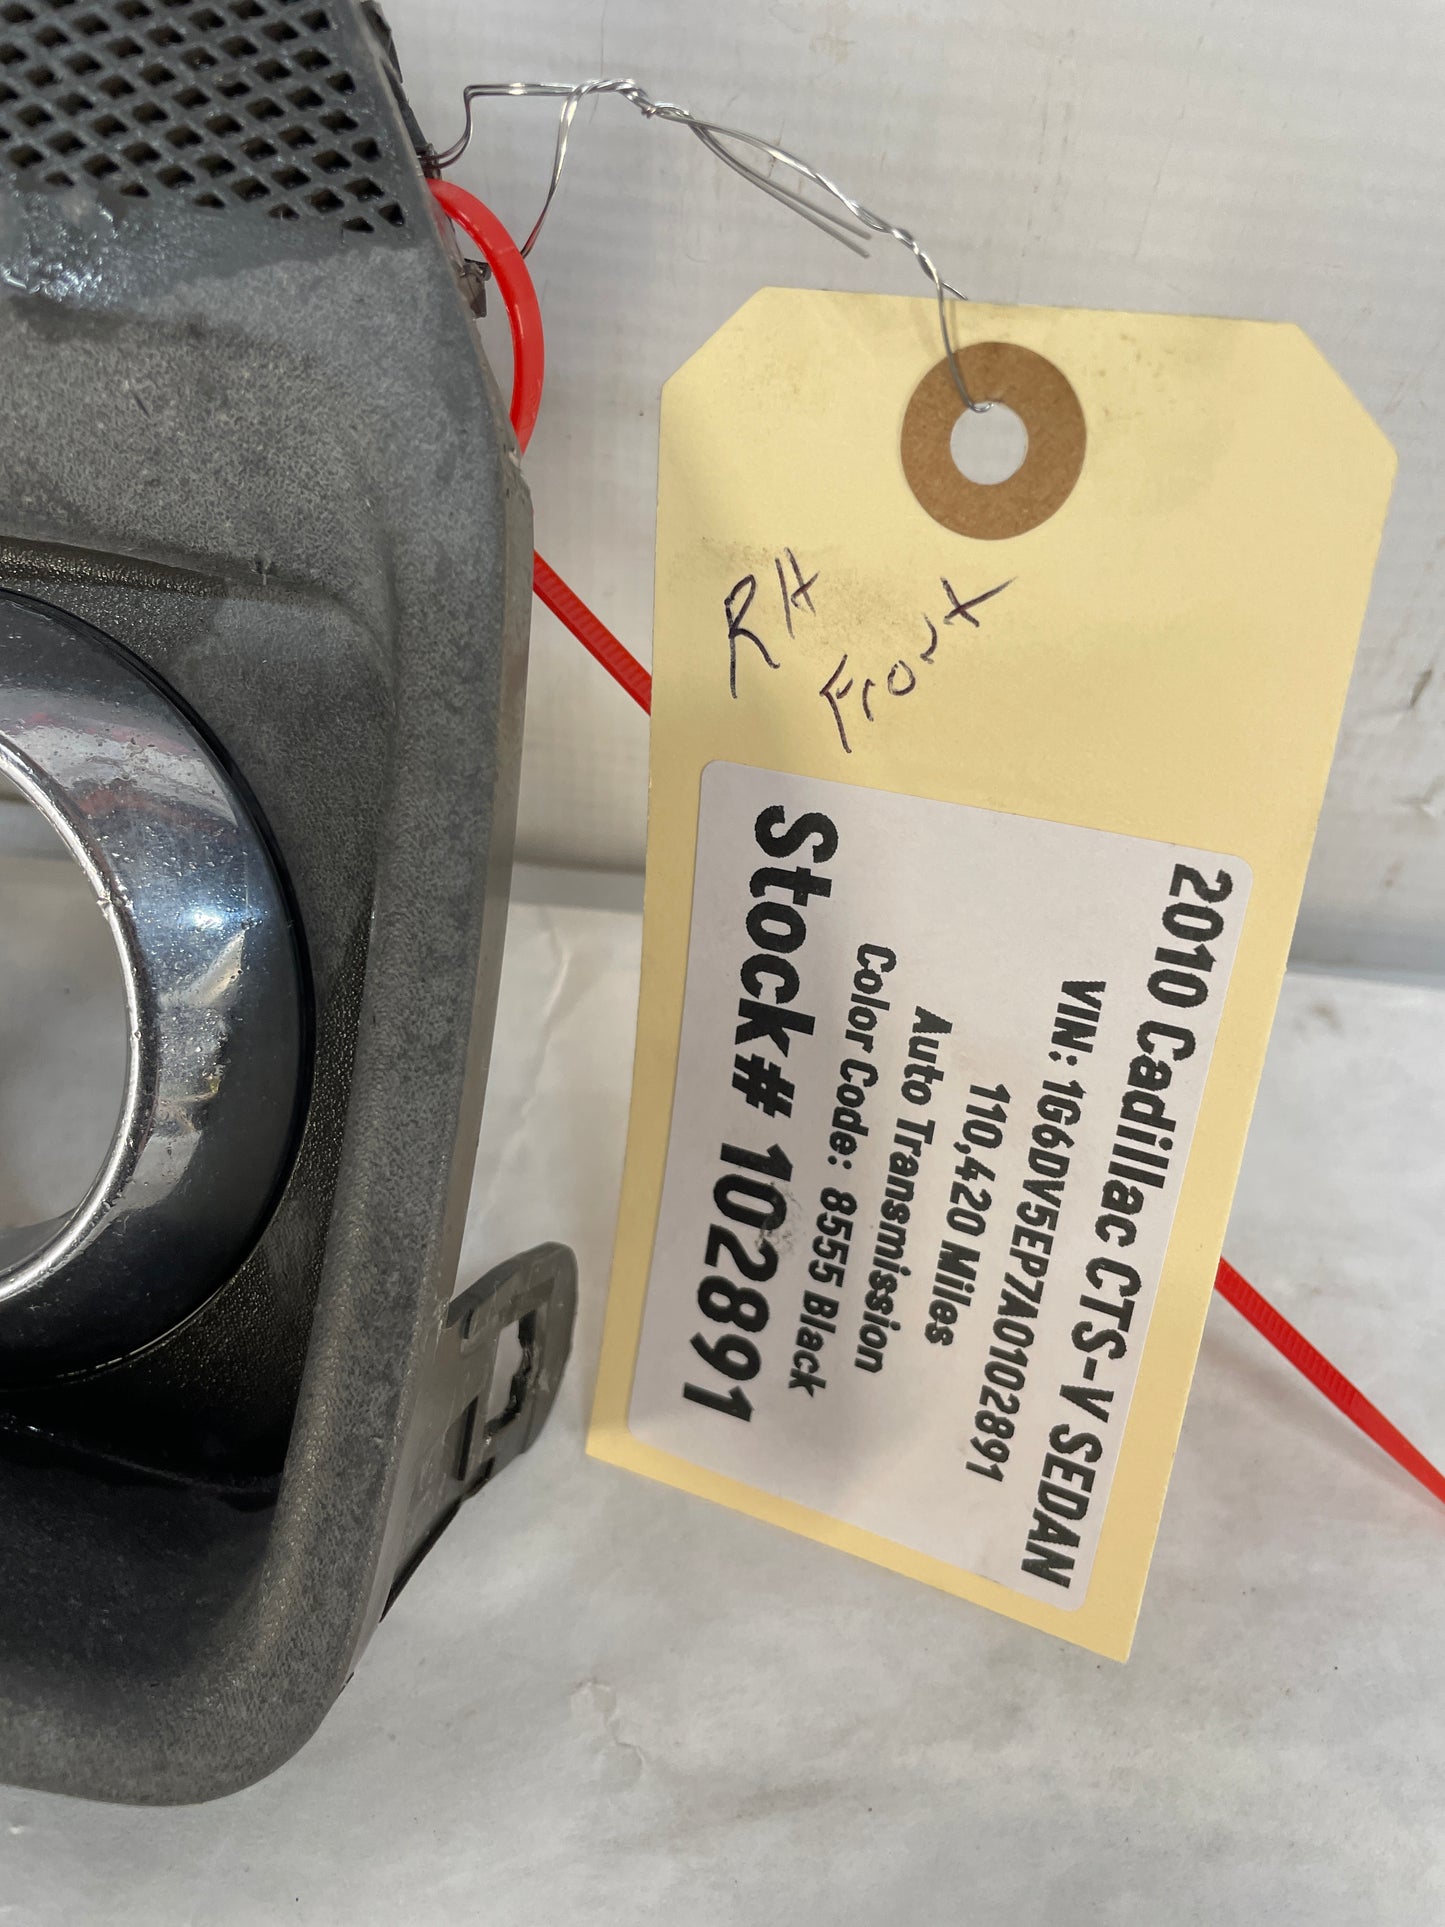 RH
Front
2010 Cadillac CTS-V SEDAN
VIN: 1G6DV5EP7A0102891
110,420 Miles
Auto Transmission
Color Code: 8555 Black
Stock# 102891